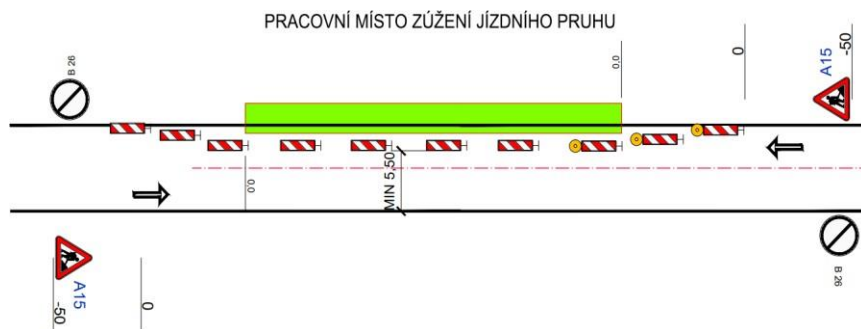 PRACOVNÍ MÍSTO ZÚŽENÍ JÍZDNÍHO PRUHU
B 26
0.0
0
-50
A15
0.0
MIN 5,50
A15
-50
0
B 26